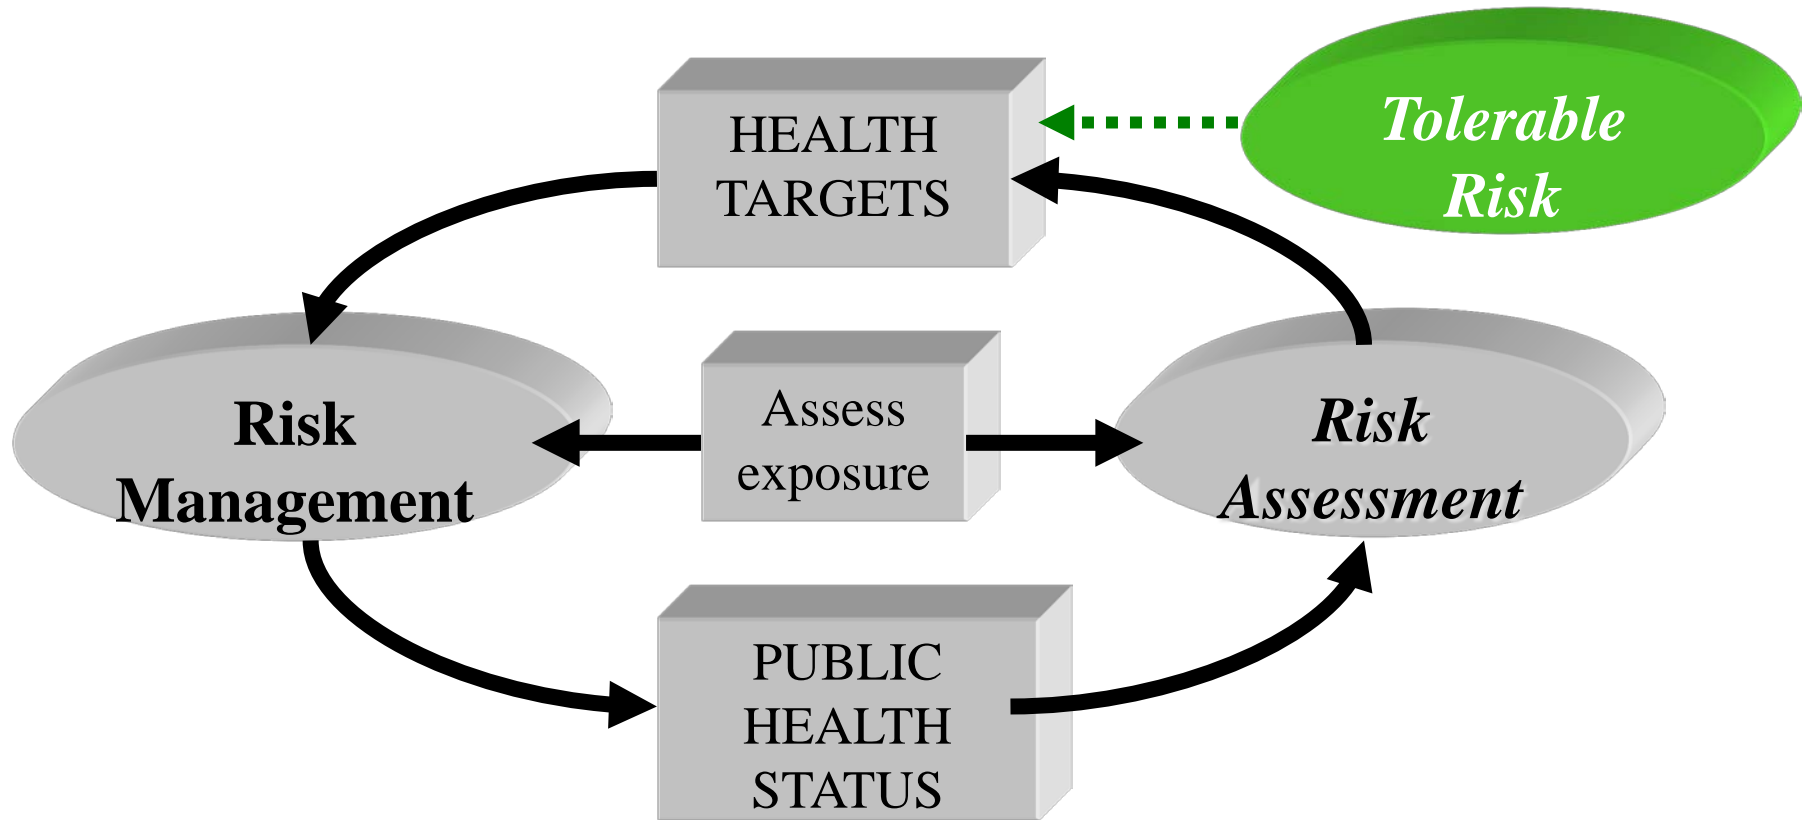 HEALTH
TARGETS
Tolerable
Risk
Risk
Management
Assess
exposure
Risk
Assessment
PUBLIC
HEALTH
STATUS